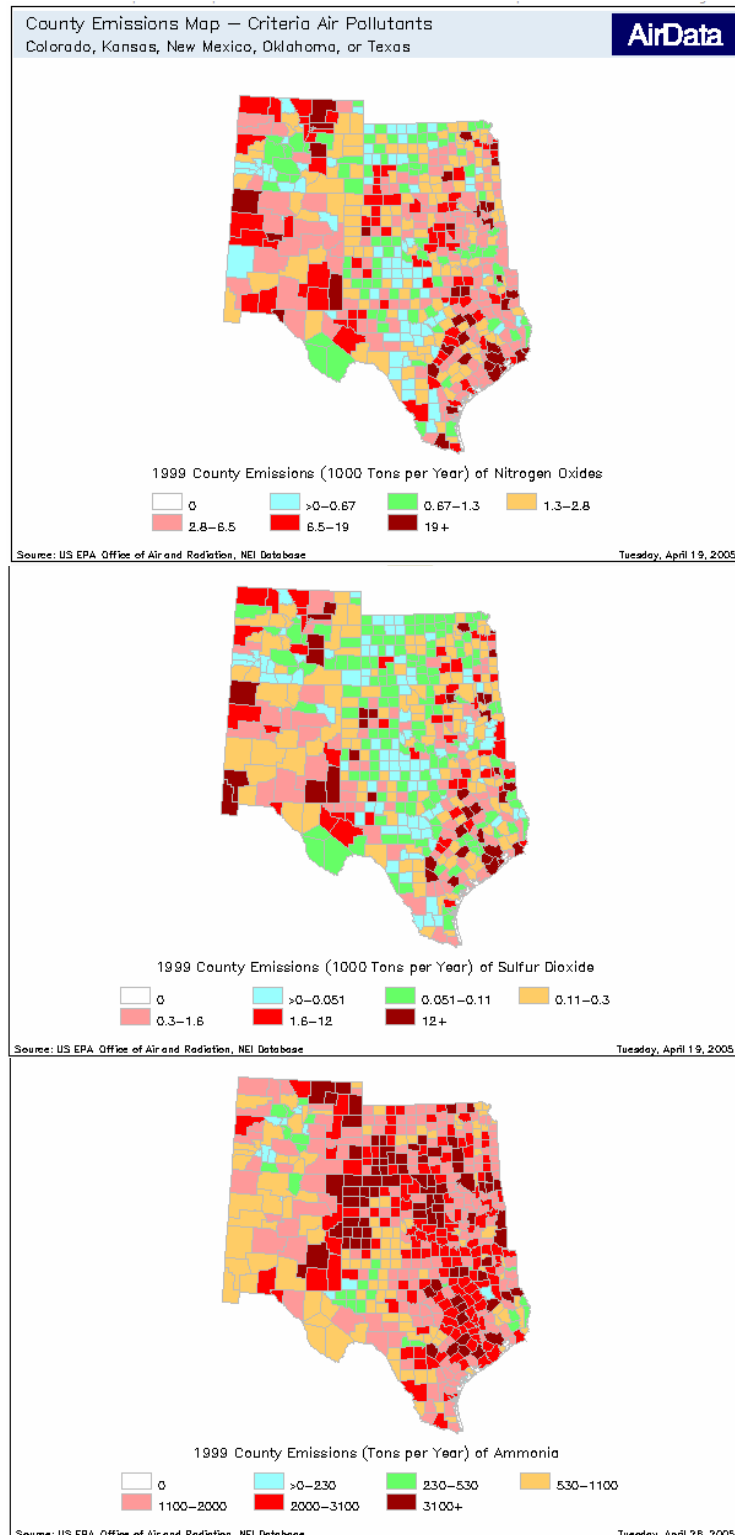 County Emissions Map – Criteria Air Pollutants
Colorado, Kansas, New Mexico, Oklahoma, or Texas
AirData
1999 County Emissions (1000 Tons per Year) of Nitrogen Oxides
0 >0–0.67 0.67–1.3 1.3–2.8
2.8–6.5 6.5–19 19+
Source: US EPA Office of Air and Radiation, NEI Database Tuesday, April 19, 2005
1999 County Emissions (1000 Tons per Year) of Sulfur Dioxide
0 >0–0.051 0.051–0.11 0.11–0.3
0.3–1.6 1.6–12 12+
Source: US EPA Office of Air and Radiation, NEI Database Tuesday, April 19, 2005
1999 County Emissions (Tons per Year) of Ammonia
0 >0–230 230–530 530–1100
1100–2000 2000–3100 3100+
Source: US EPA Office of Air and Radiation, NEI Database Tuesday, April 26, 2005